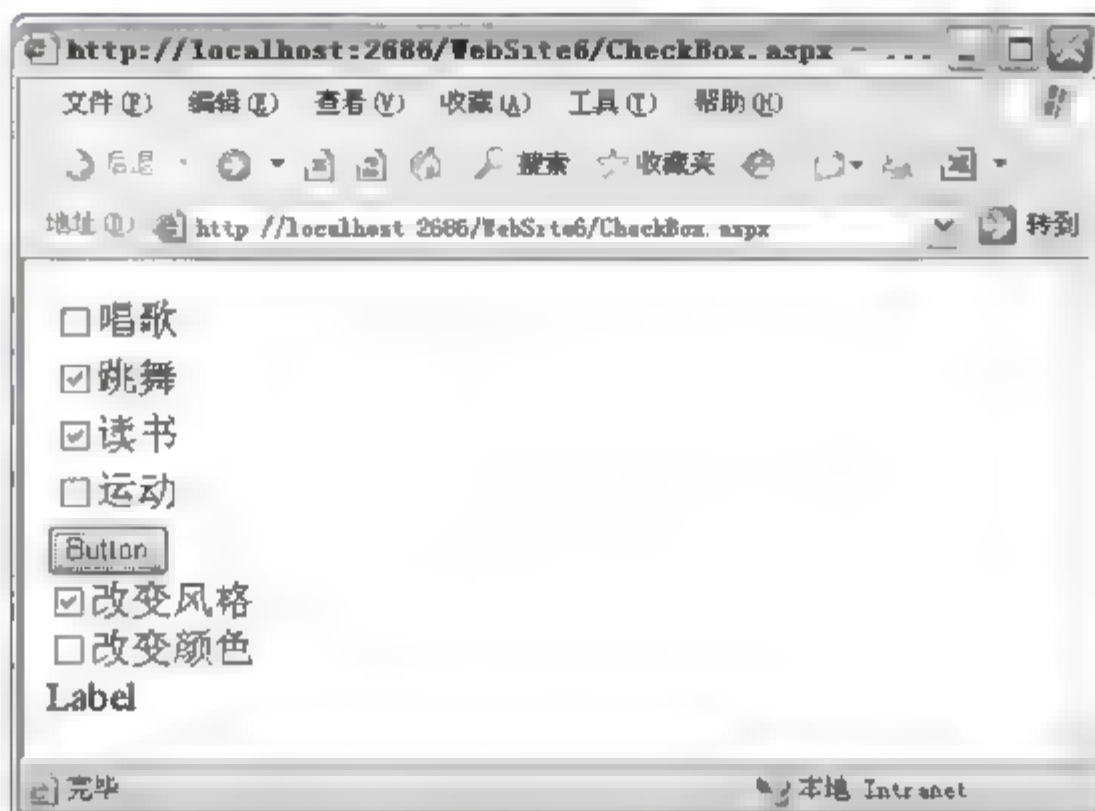 http://localhost:2686/WebSite6/CheckBox.aspx - ...
文件(F) 编辑(E) 查看(V) 收藏(A) 工具(T) 帮助(H)
后退 搜索 收藏夹
地址(D) http://localhost:2686/WebSite6/CheckBox.aspx 转到
唱歌
跳舞
读书
运动
Button
改变风格
改变颜色
Label
完毕 本地 Intranet